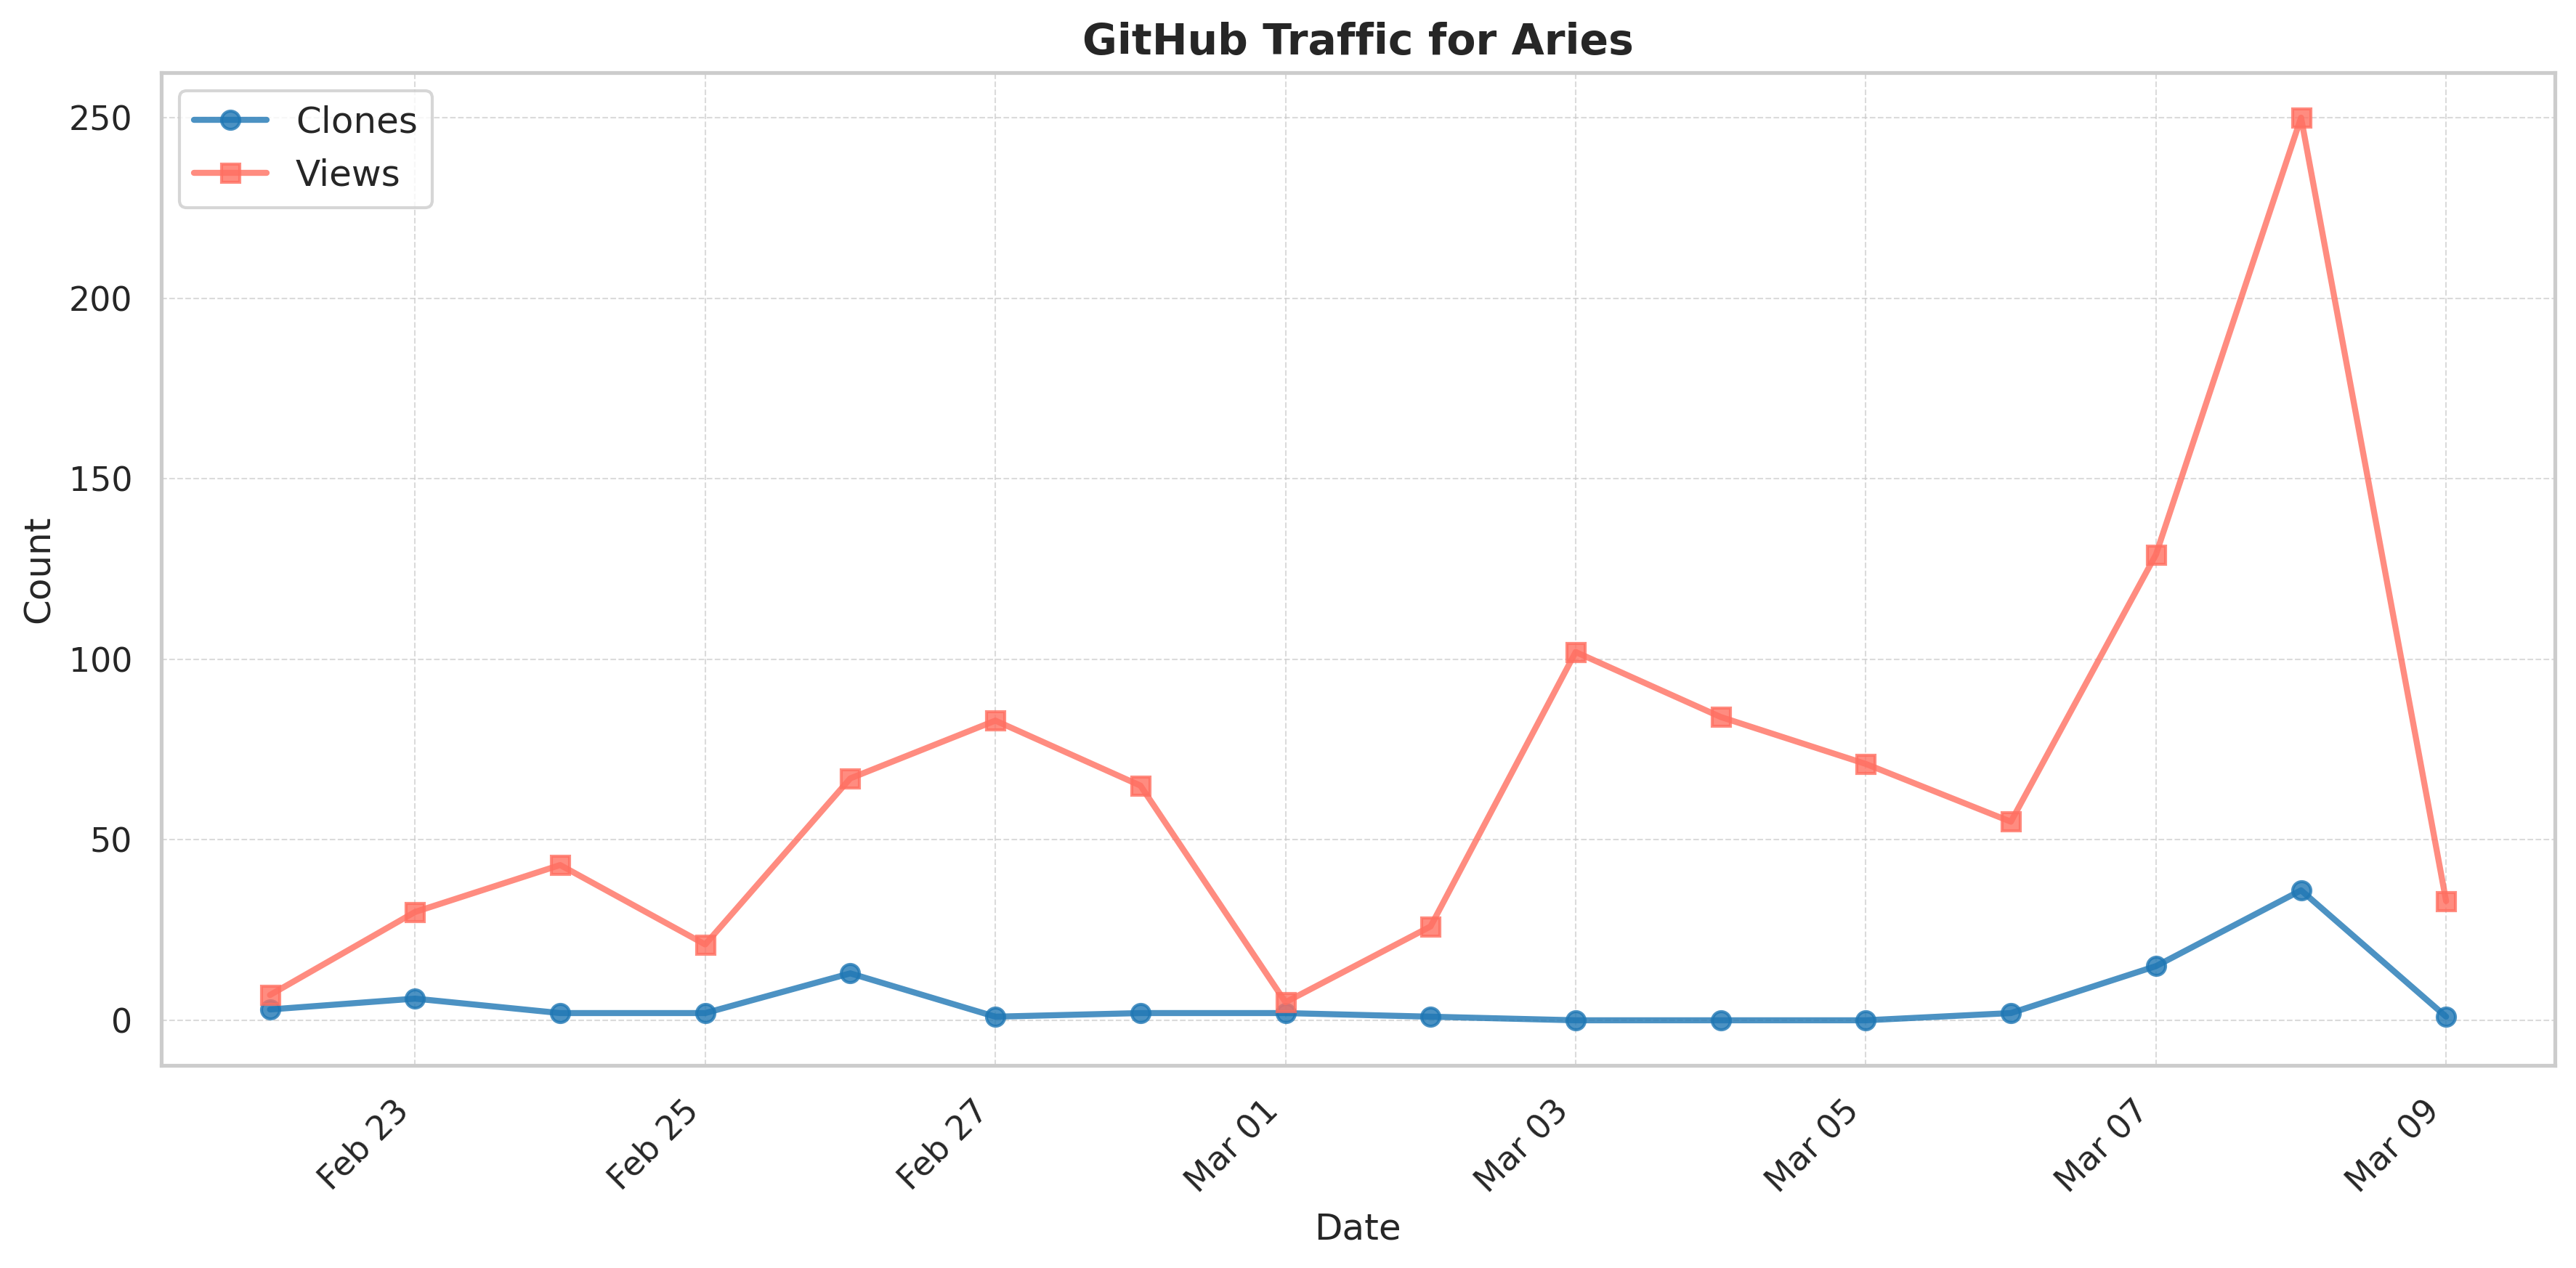 GitHub Traffic for Aries
Clones
Views
250
200
150
100
50
0
Count
Feb 23
Feb 25
Feb 27
Mar 01
Mar 03
Mar 05
Mar 07
Mar 09
Date